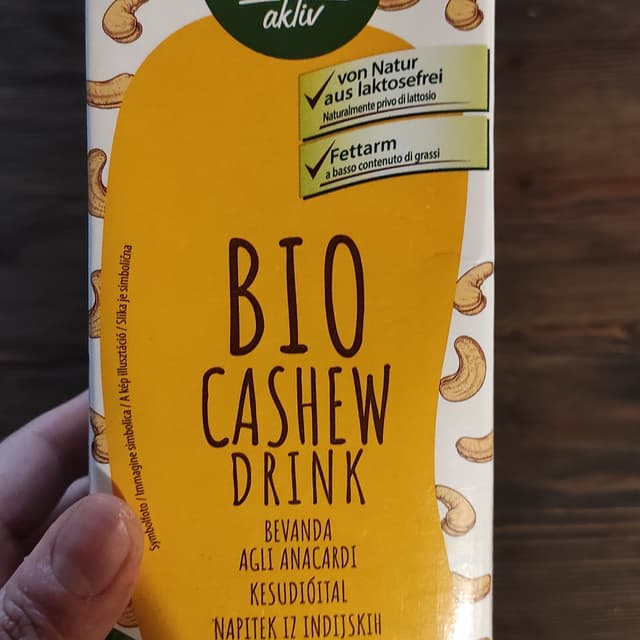 aktiv
von Natur
aus laktosefrei
Naturalmente privo di lattosio
Fettarm
a basso contenuto di grassi
BIO
CASHEW
DRINK
BEVANDA
AGLI ANACARDI
KESUDIÓITAL
NAPITEK IZ INDIJSKIH
Symbolfoto / Immagine simbolica / A kép illusztráció / Slika je simbolična